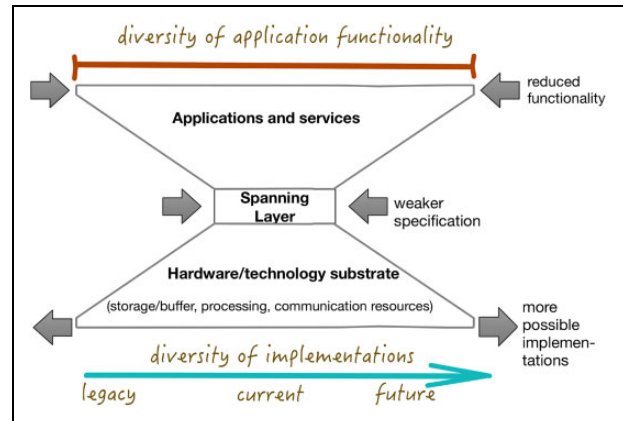 diversity of application functionality
reduced
functionality
Applications and services
Spanning
Layer
weaker
specification
Hardware/technology substrate
(storage/buffer, processing, communication resources)
more
possible
implemen-
tations
diversity of implementations
legacy current future